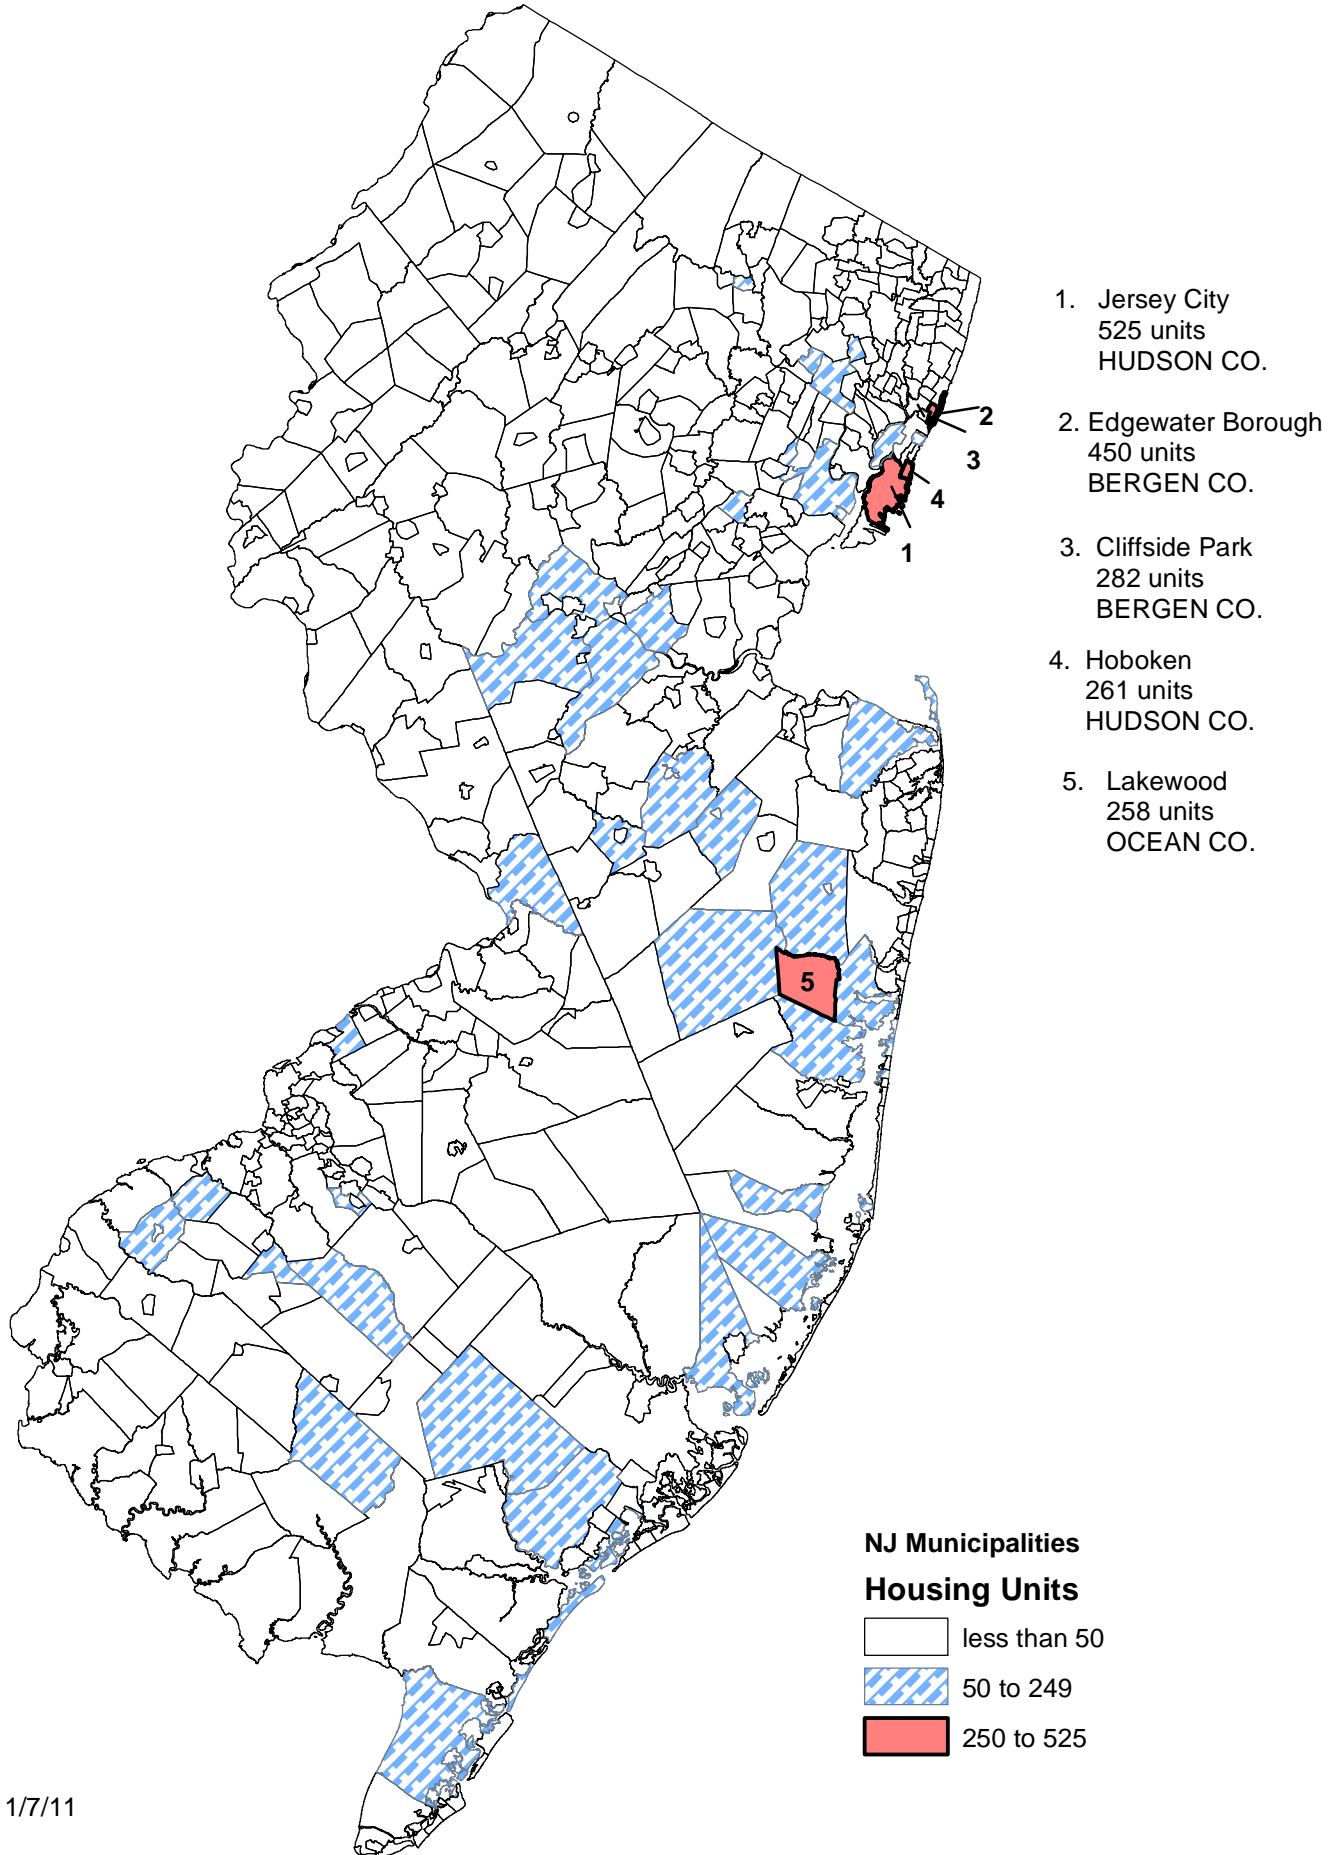 1. Jersey City
525 units
HUDSON CO.
2. Edgewater Borough
450 units
BERGEN CO.
3. Cliffside Park
282 units
BERGEN CO.
4. Hoboken
261 units
HUDSON CO.
5. Lakewood
258 units
OCEAN CO.
2
3
4
1
5
NJ Municipalities
Housing Units
less than 50
50 to 249
250 to 525
1/7/11